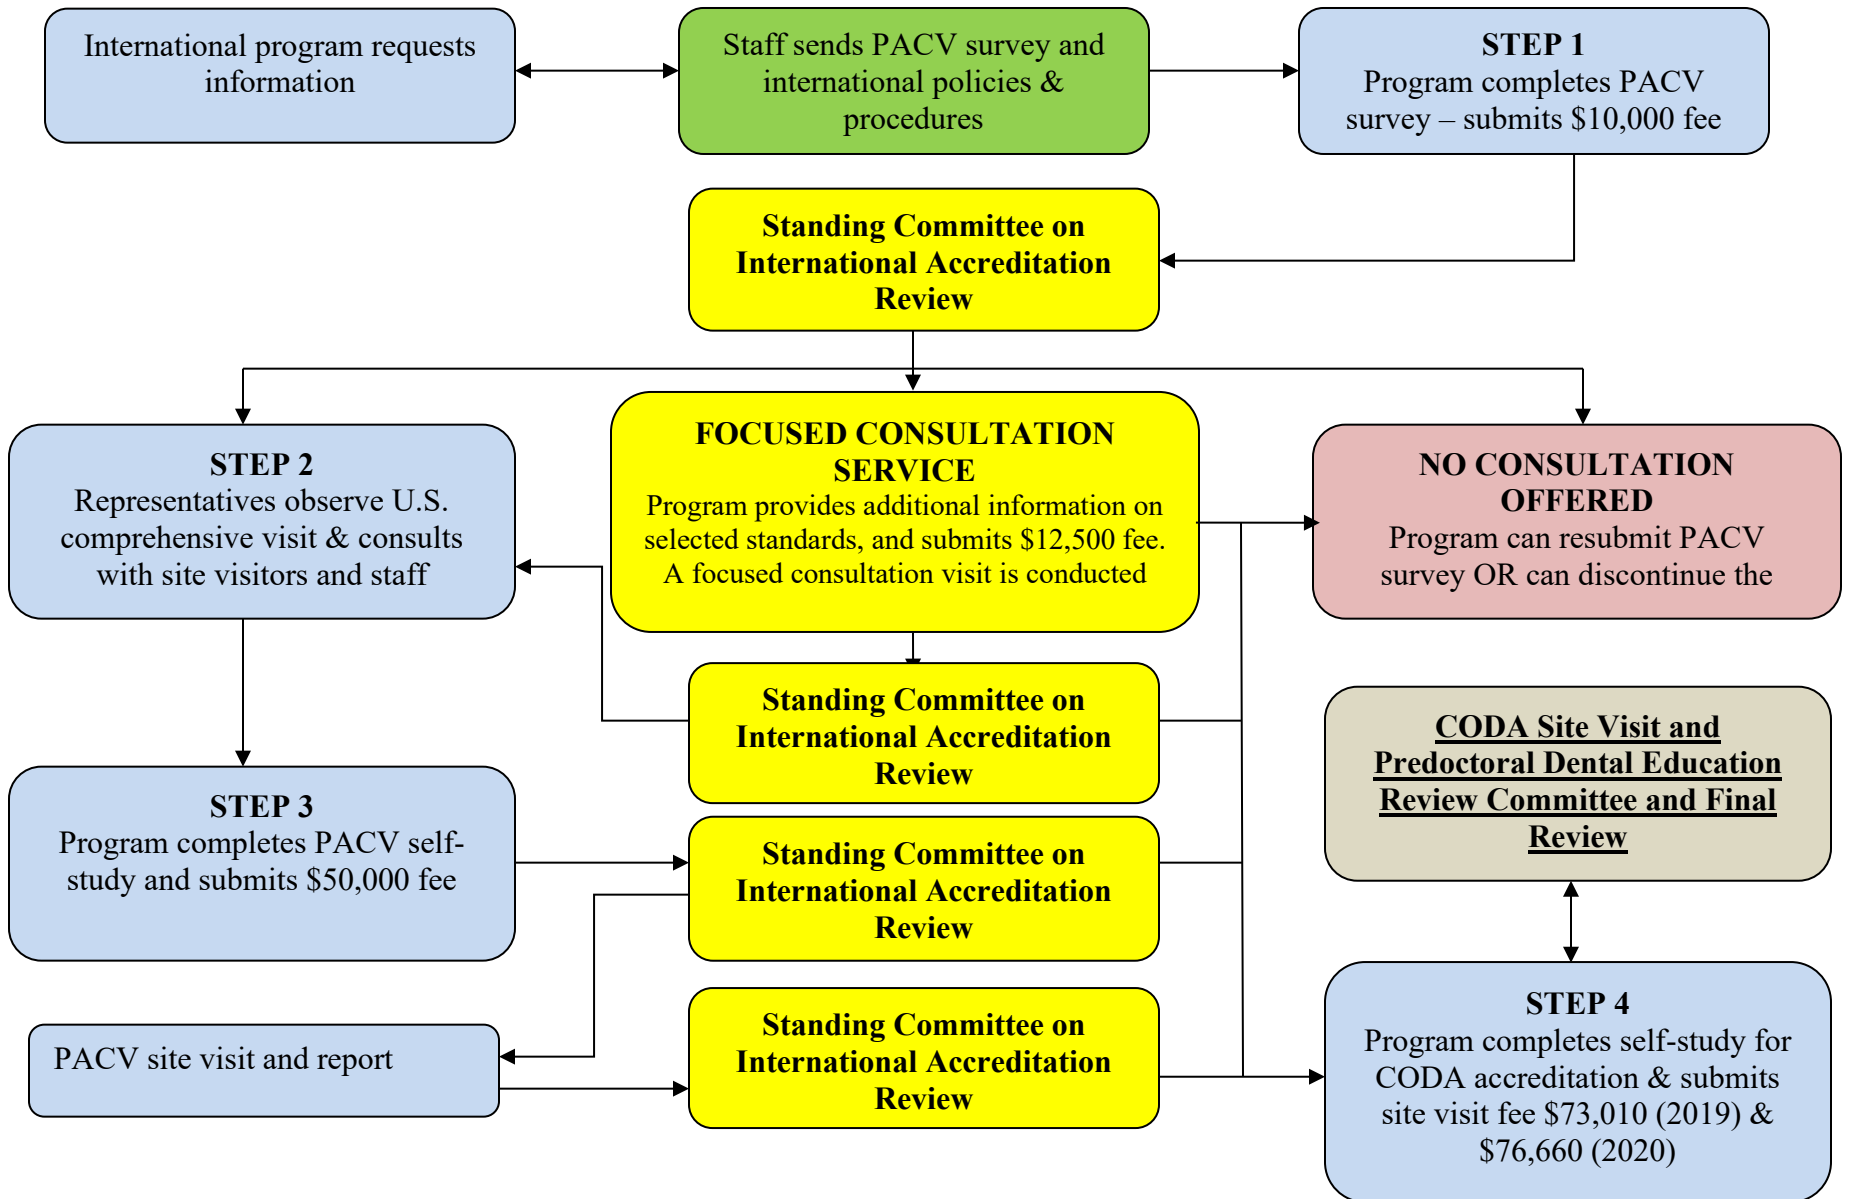 International program requests
information
Staff sends PACV survey and
international policies &
procedures
STEP 1
Program completes PACV
survey – submits $10,000 fee
Standing Committee on
International Accreditation
Review
STEP 2
Representatives observe U.S.
comprehensive visit & consults
with site visitors and staff
FOCUSED CONSULTATION
SERVICE
Program provides additional information on
selected standards, and submits $12,500 fee.
A focused consultation visit is conducted
NO CONSULTATION
OFFERED
Program can resubmit PACV
survey OR can discontinue the
Standing Committee on
International Accreditation
Review
CODA Site Visit and
Predoctoral Dental Education
Review Committee and Final
Review
STEP 3
Program completes PACV self-
study and submits $50,000 fee
Standing Committee on
International Accreditation
Review
PACV site visit and report
Standing Committee on
International Accreditation
Review
STEP 4
Program completes self-study for
CODA accreditation & submits
site visit fee $73,010 (2019) &
$76,660 (2020)